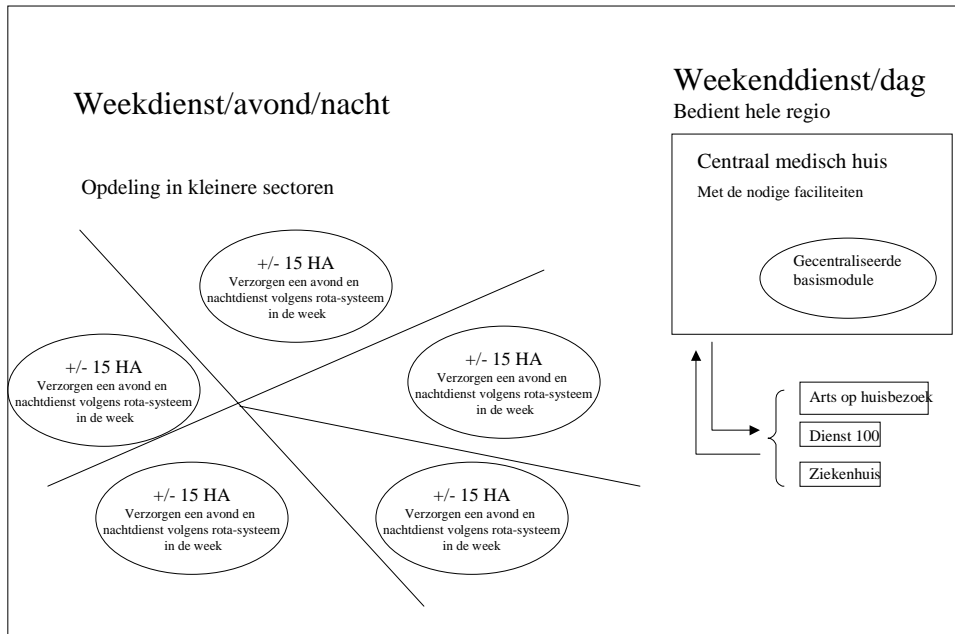 Weekdienst/avond/nacht
Opdeling in kleinere sectoren
+/- 15 HA
Verzorgen een avond en
nachtdienst volgens rota-systeem
in de week
+/- 15 HA
Verzorgen een avond en
nachtdienst volgens rota-systeem
in de week
+/- 15 HA
Verzorgen een avond en
nachtdienst volgens rota-systeem
in de week
+/- 15 HA
Verzorgen een avond en
nachtdienst volgens rota-systeem
in de week
+/- 15 HA
Verzorgen een avond en
nachtdienst volgens rota-systeem
in de week
Weekenddienst/dag
Bedient hele regio
Centraal medisch huis
Met de nodige faciliteiten
Gecentraliseerde
basismodule
Arts op huisbezoek
Dienst 100
Ziekenhuis